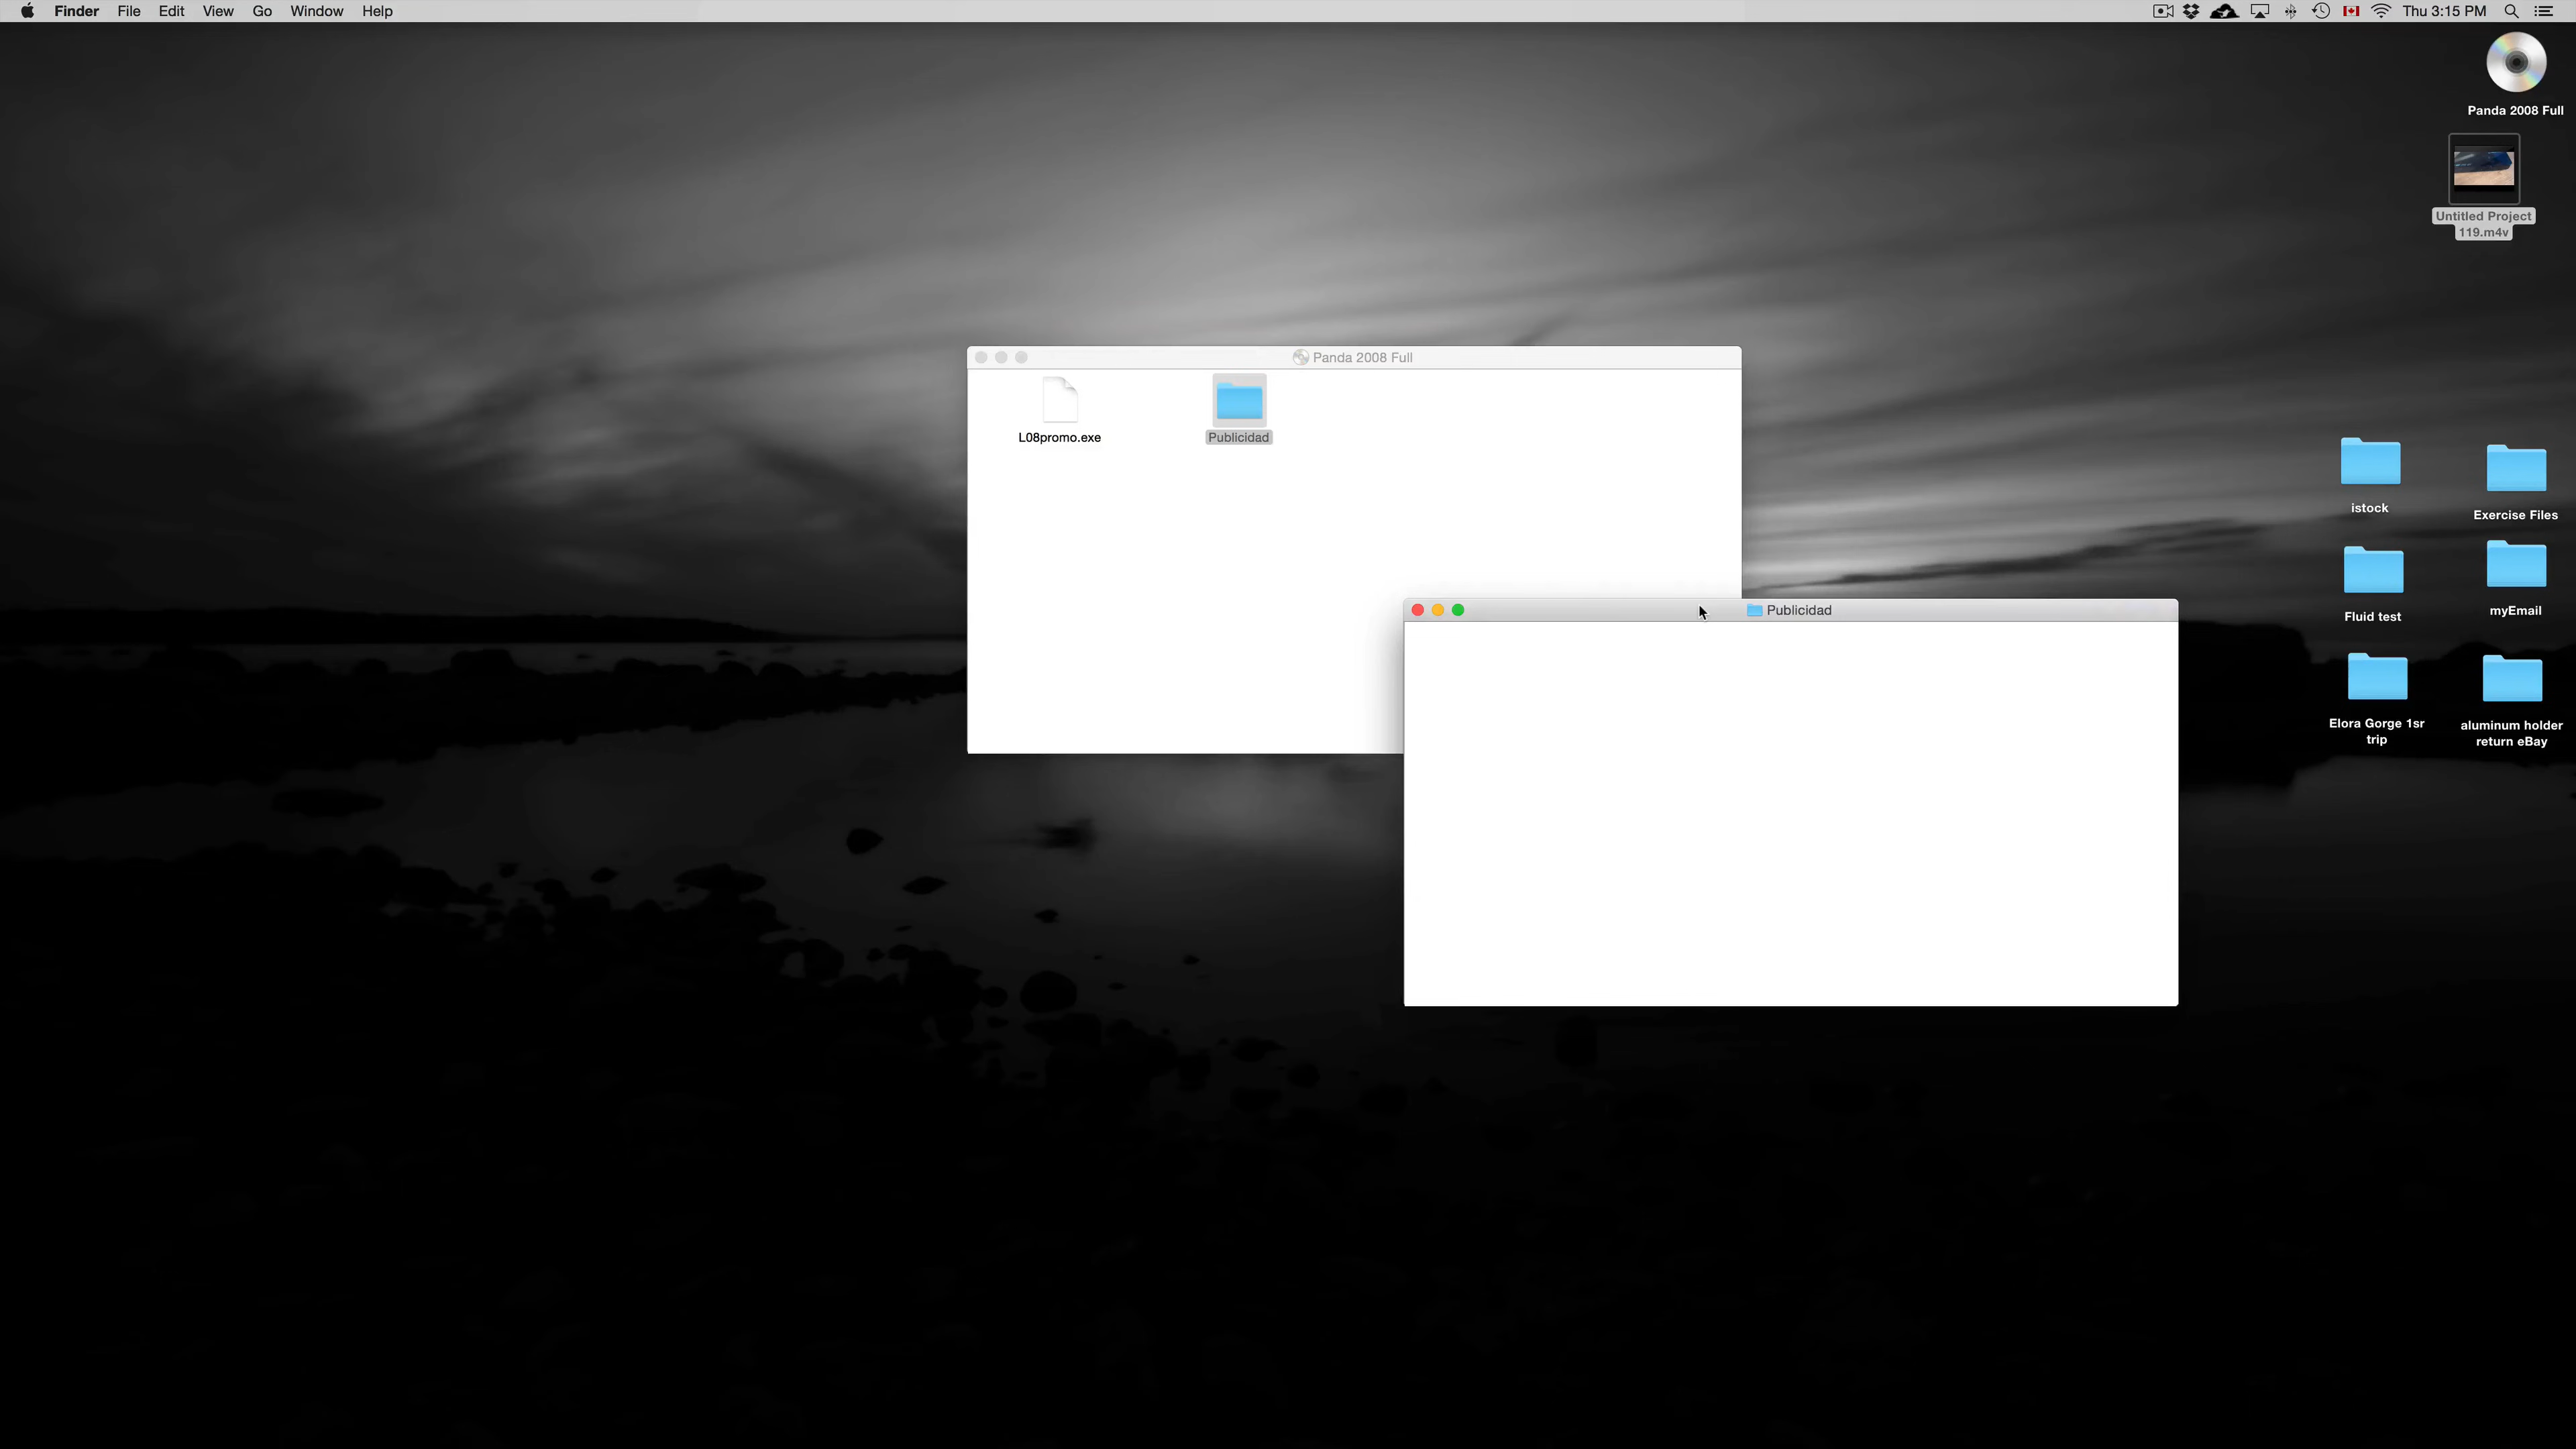 Finder File Edit View Go Window Help Thu 3:15 PM
Panda 2008 Full
Untitled Project
119.m4v
Panda 2008 Full
L08promo.exe Publicidad
istock Exercise Files
Publicidad
Fluid test myEmail
Elora Gorge 1sr
trip
aluminum holder
return eBay